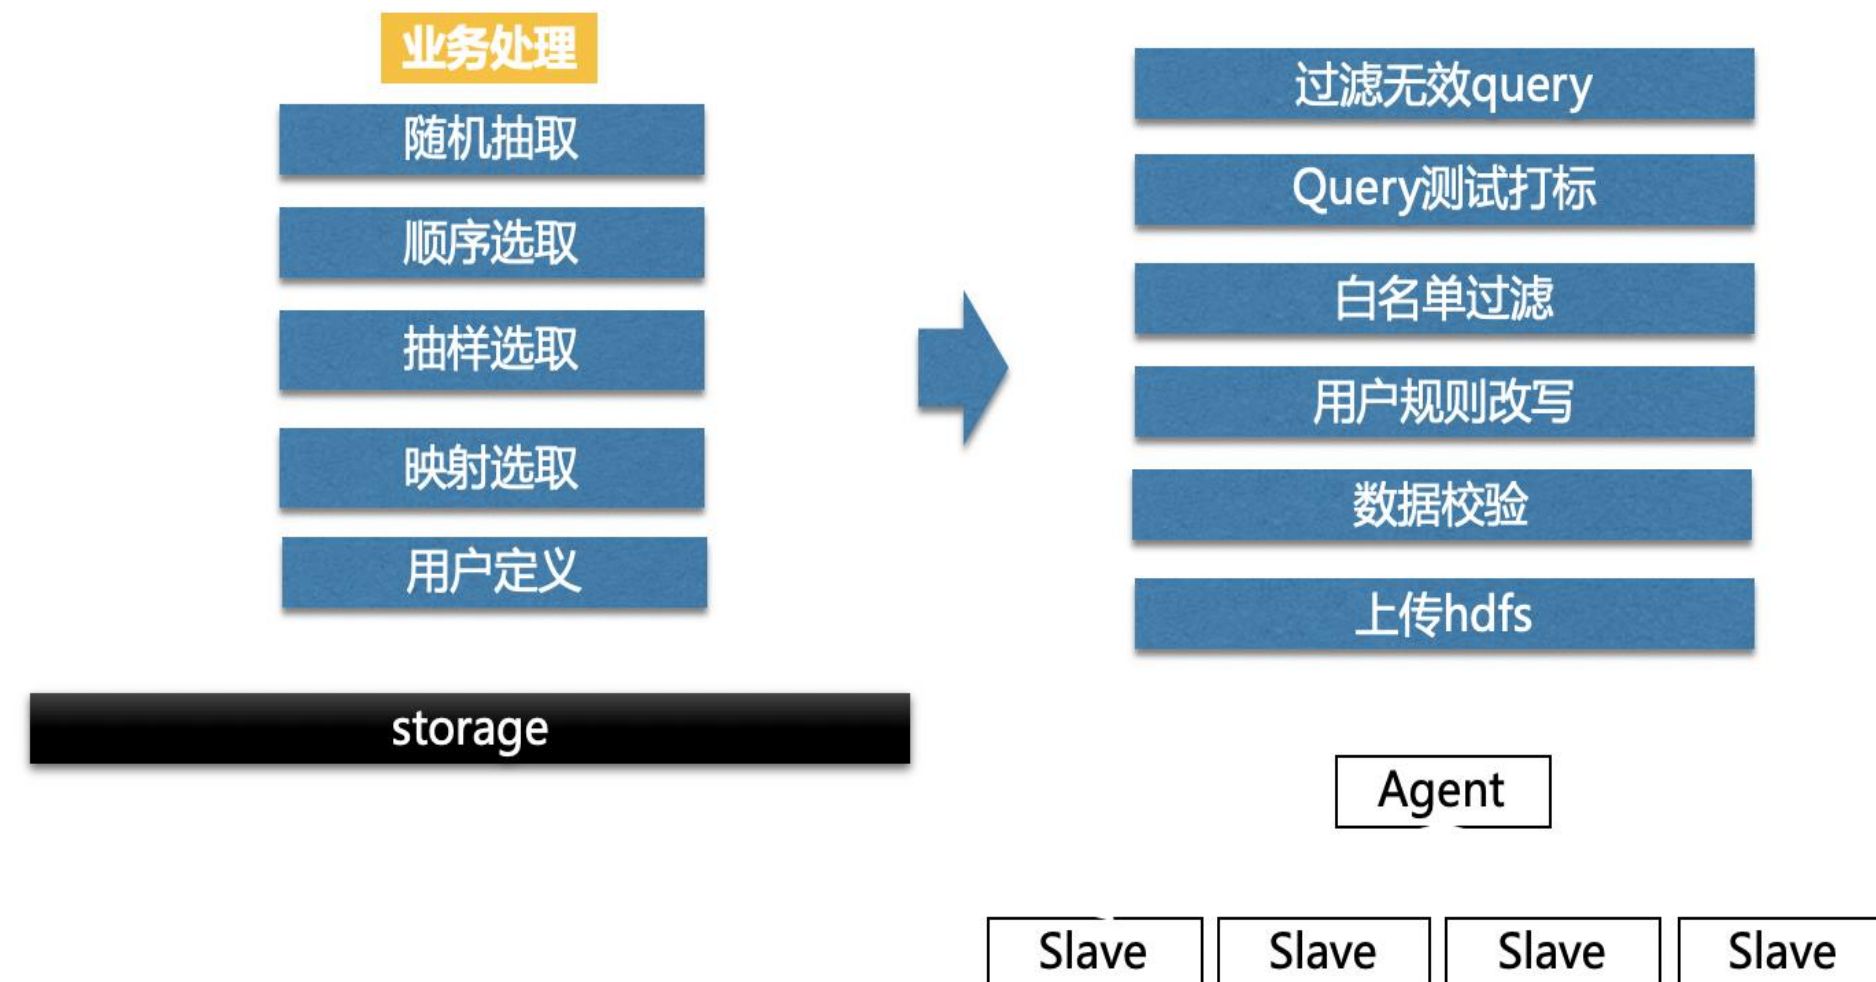 业务处理
随机抽取
顺序选取
抽样选取
映射选取
用户定义
storage
过滤无效query
Query测试打标
白名单过滤
用户规则改写
数据校验
上传hdfs
Agent
Slave
Slave
Slave
Slave